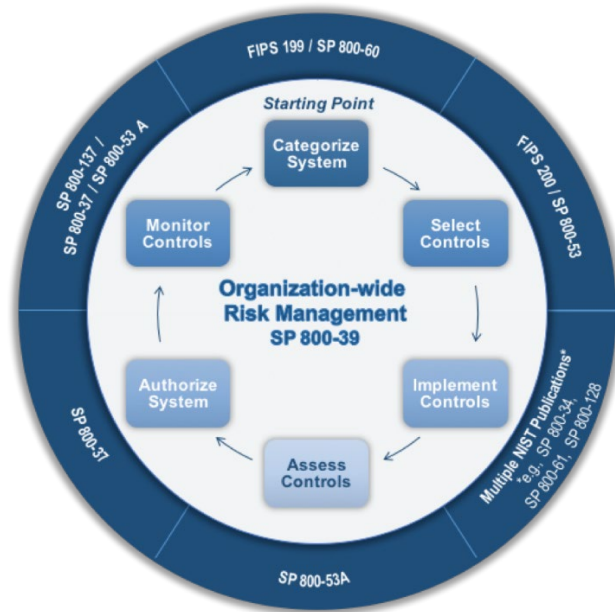 FIPS 199 / SP 800-60
Starting Point
Categorize
System
FIPS 200 / SP 800-53
Select
Controls
Multiple NIST Publications*
*e.g., SP 800-34,
SP 800-61, SP 800-128
Implement
Controls
SP 800-53A
Assess
Controls
SP 800-37
Authorize
System
SP 800-137 /
SP 800-37 / SP 800-53 A
Monitor
Controls
Organization-wide
Risk Management
SP 800-39